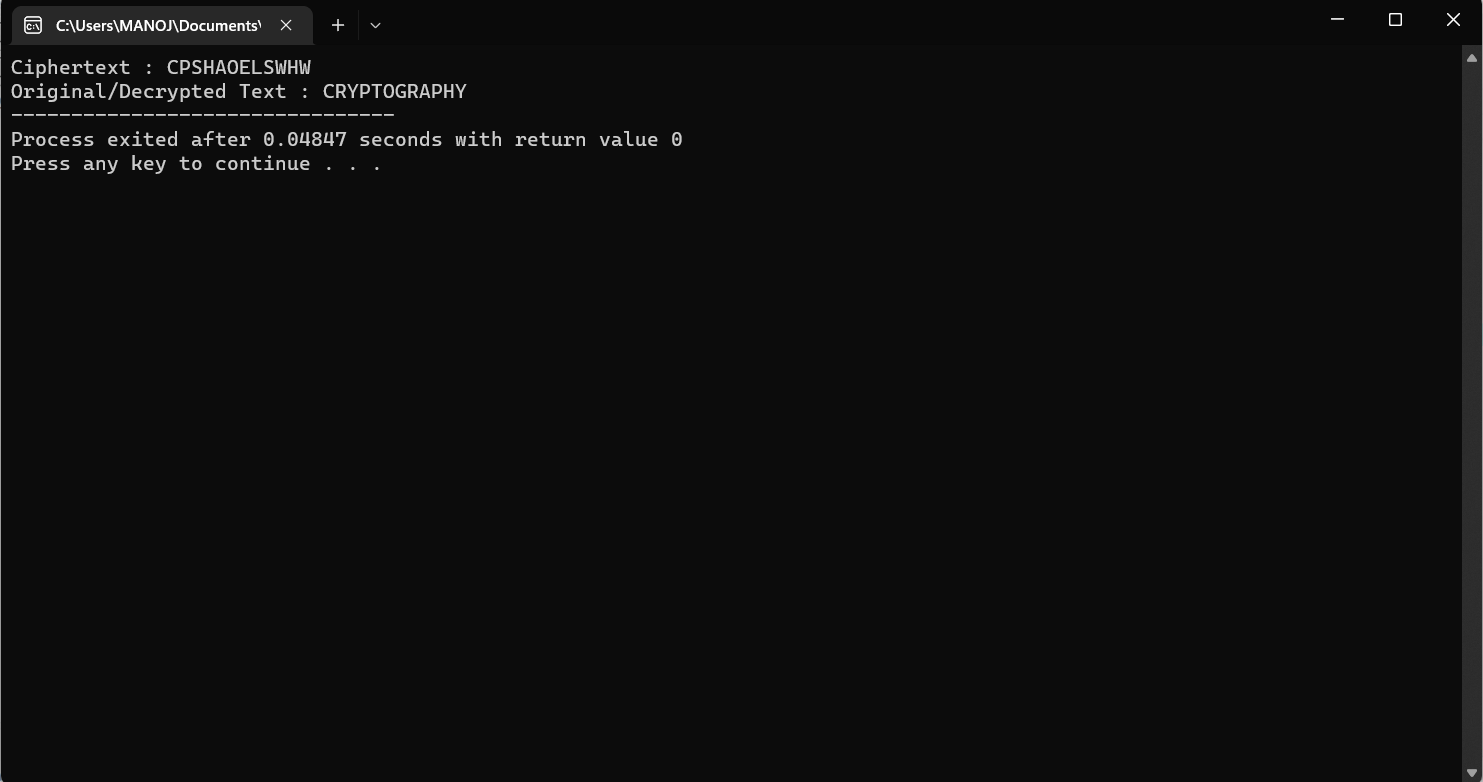 C:\Users\MANOJ\Documents\
Ciphertext : CPSHAOELSWHW
Original/Decrypted Text : CRYPTOGRAPHY
--------------------------------
Process exited after 0.04847 seconds with return value 0
Press any key to continue . . .